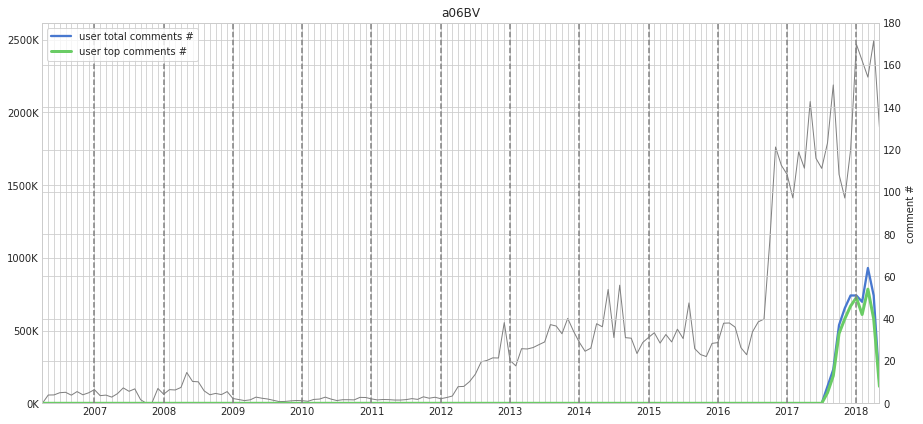 a06BV
user total comments #
user top comments #
2500K
2000K
1500K
1000K
500K
0K
180
160
140
120
100
80
60
40
20
0
comment #
2007 2008 2009 2010 2011 2012 2013 2014 2015 2016 2017 2018